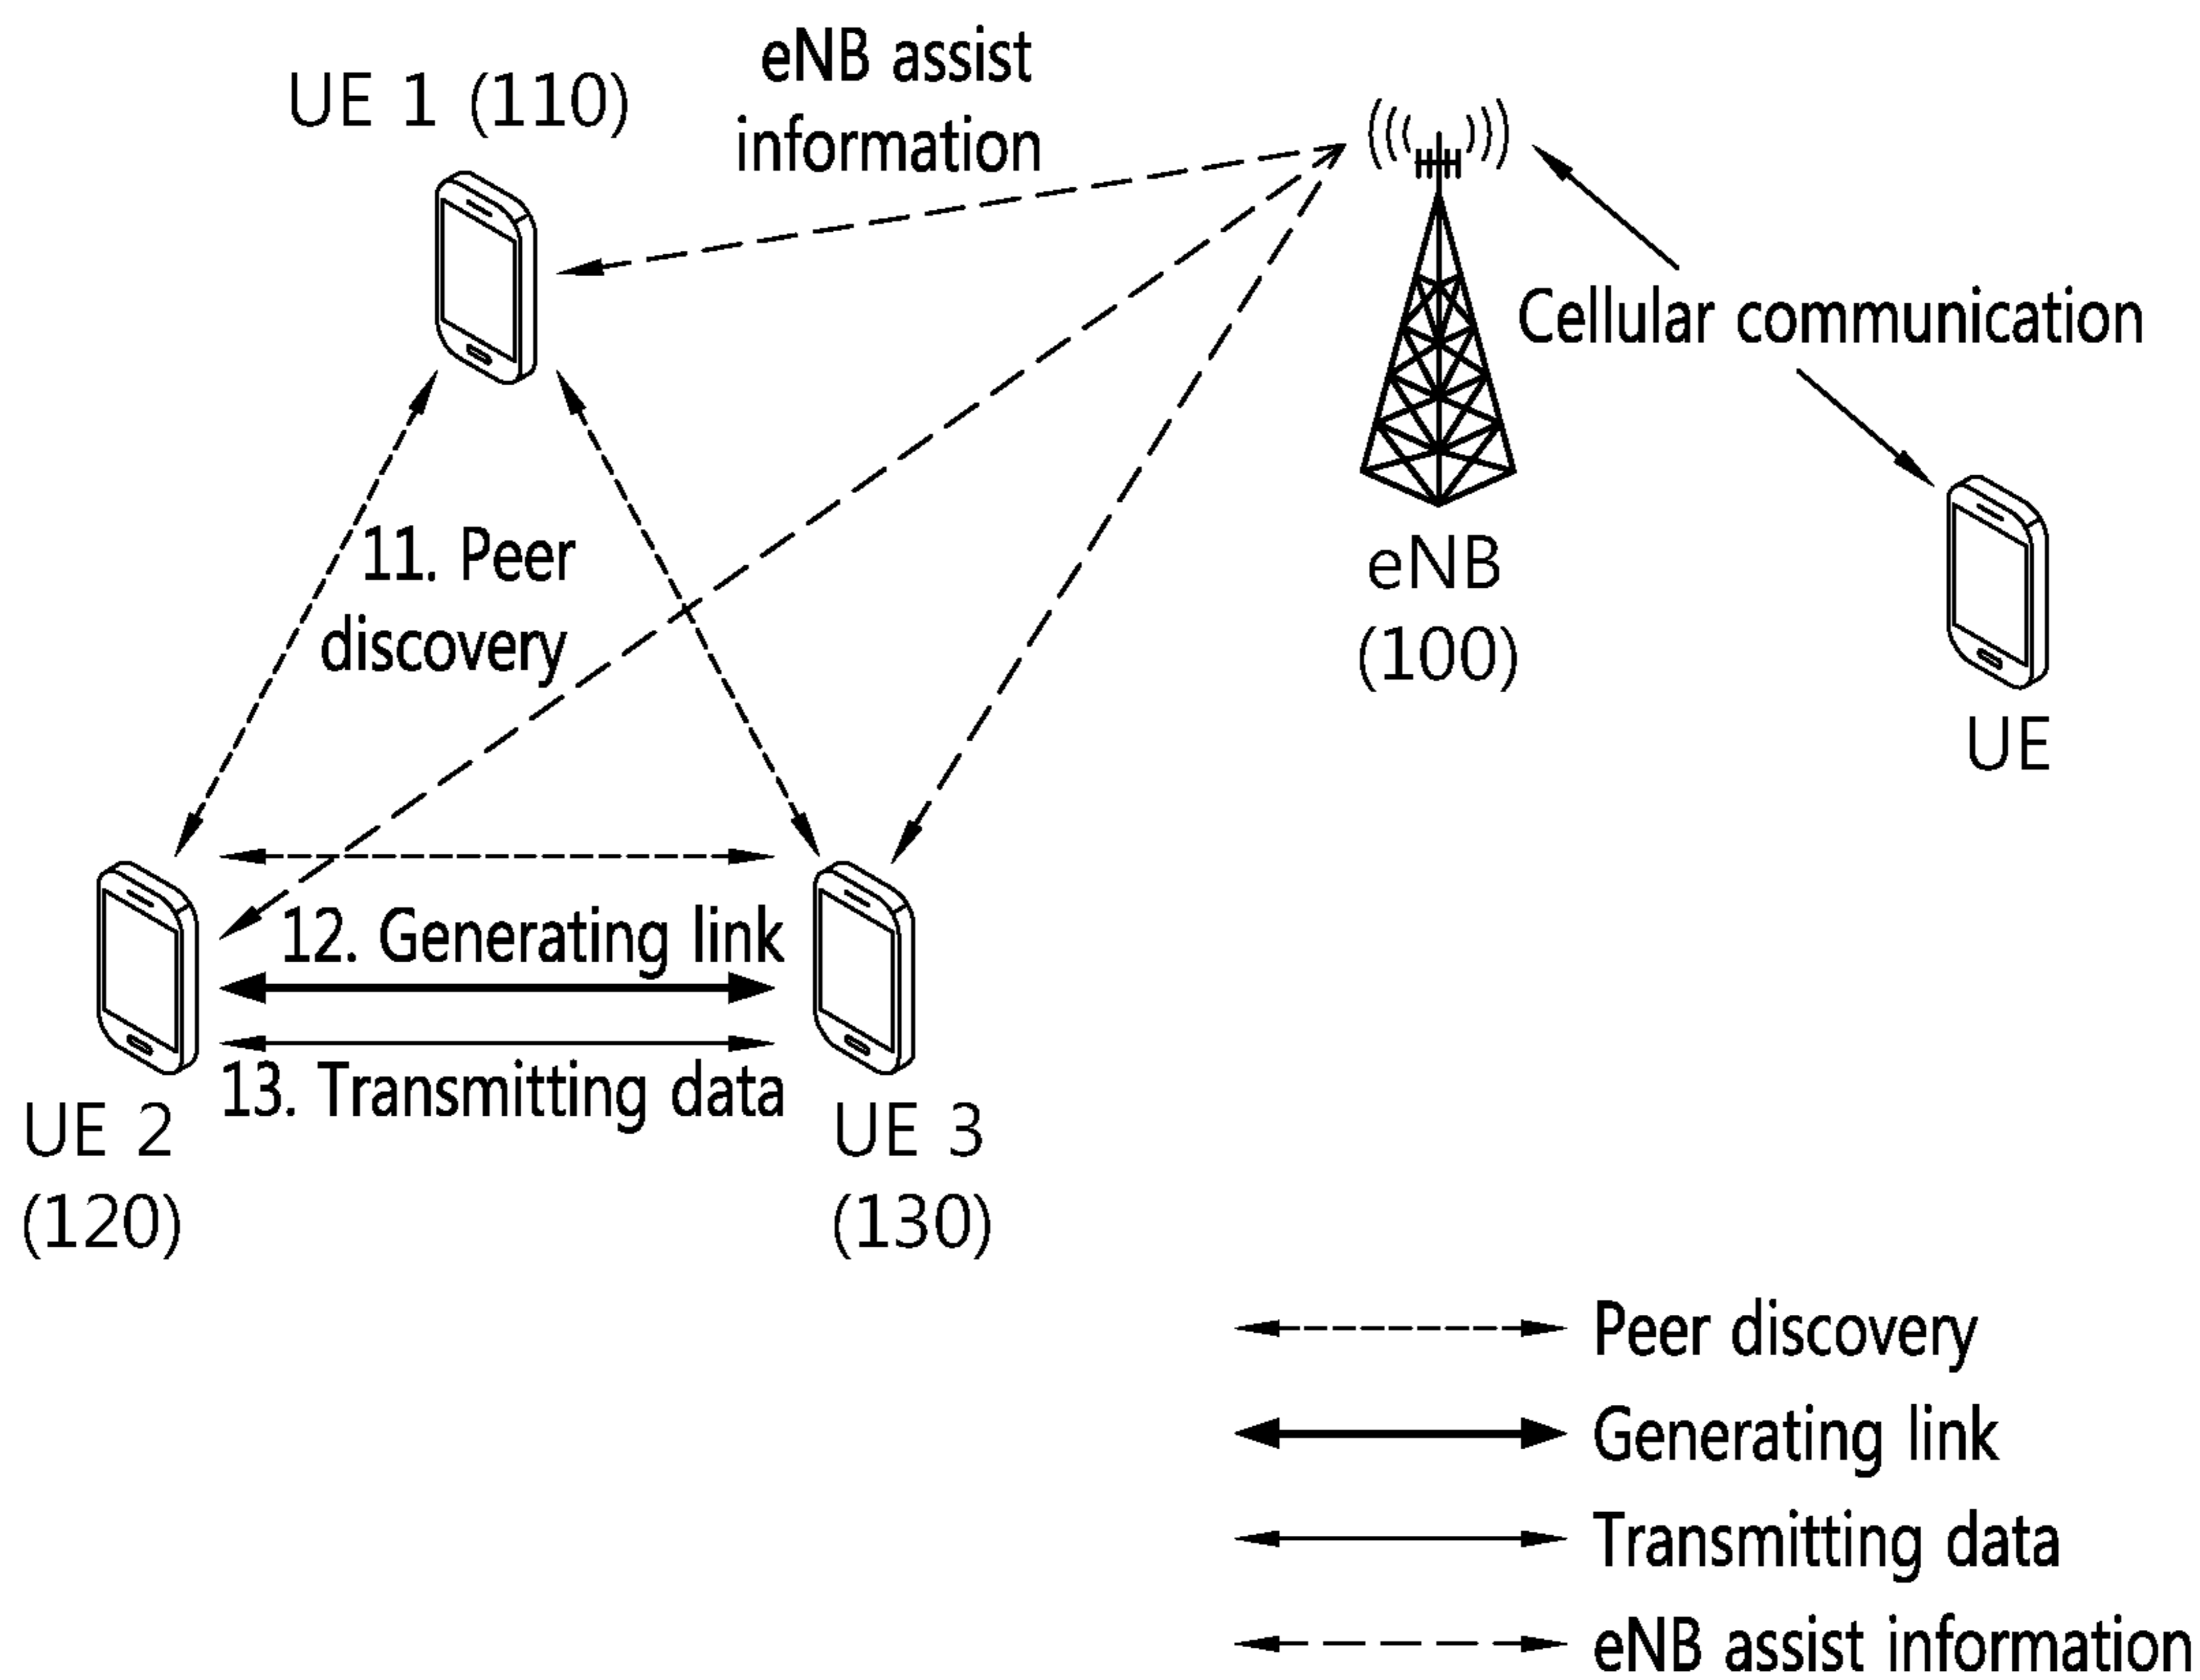 eNB assist
information
UE 1 (110)
Cellular communication
11. Peer
discovery
eNB
(100)
UE
12. Generating link
13. Transmitting data
UE 2
(120)
UE 3
(130)
Peer discovery
Generating link
Transmitting data
eNB assist information